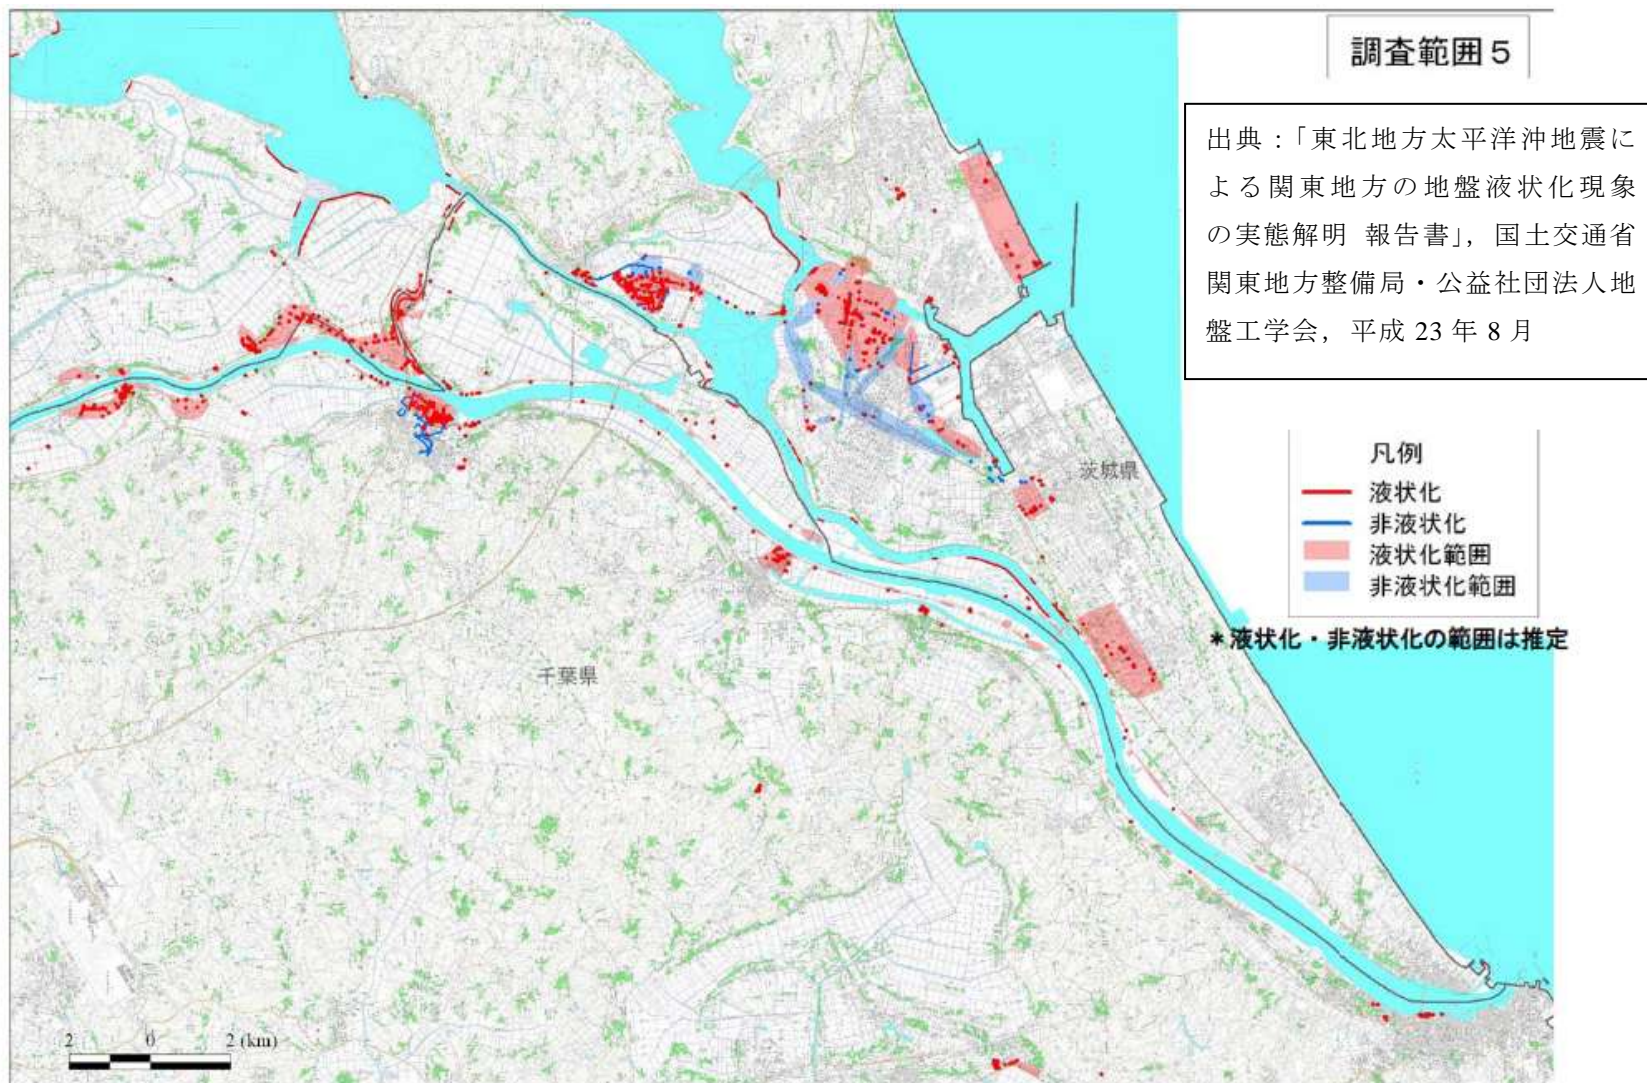 調査範囲5
出典:「東北地方太平洋沖地震に
よる関東地方の地盤液状化現象
の実態解明 報告書」, 国土交通省
関東地方整備局・公益社団法人地
盤工学会, 平成 23 年 8 月
茨城県
凡例
液状化
非液状化
液状化範囲
非液状化範囲
*液状化・非液状化の範囲は推定
千葉県
2 0 2 (km)